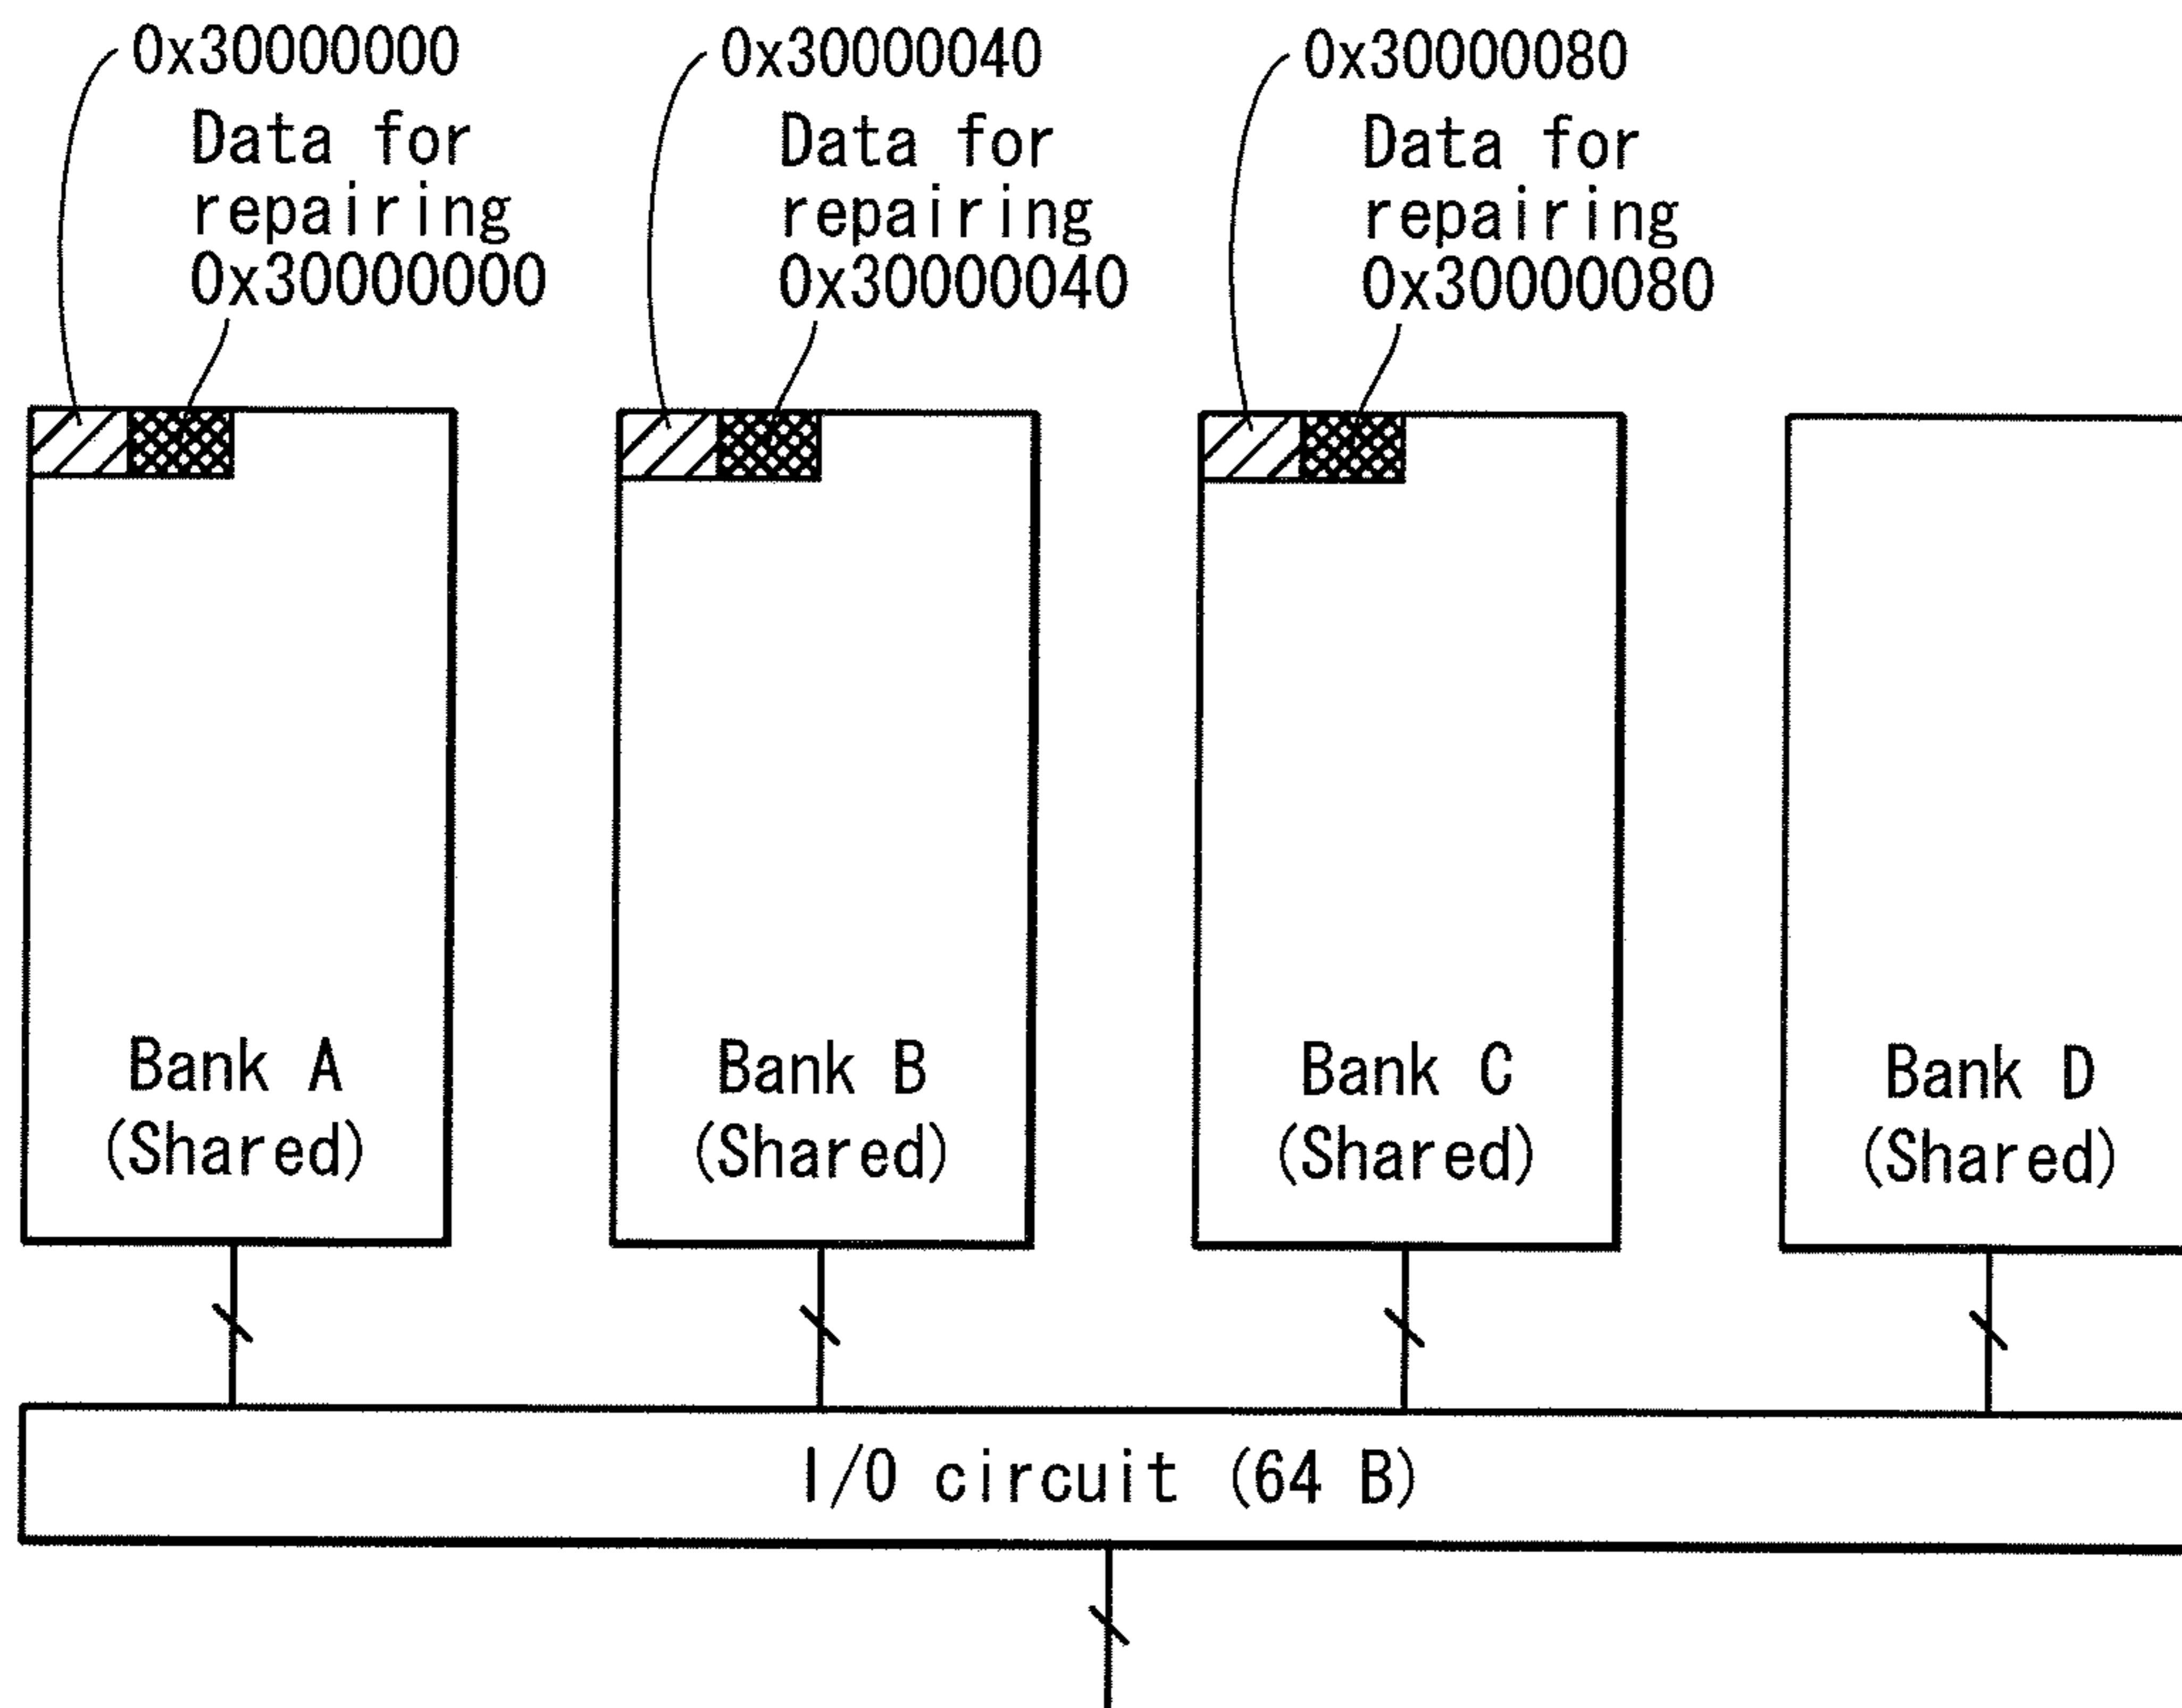 0x30000000
Data for
repairing
0x30000000
0x30000040
Data for
repairing
0x30000040
0x30000080
Data for
repairing
0x30000080
Bank A
(Shared)
Bank B
(Shared)
Bank C
(Shared)
Bank D
(Shared)
I/O circuit (64 B)